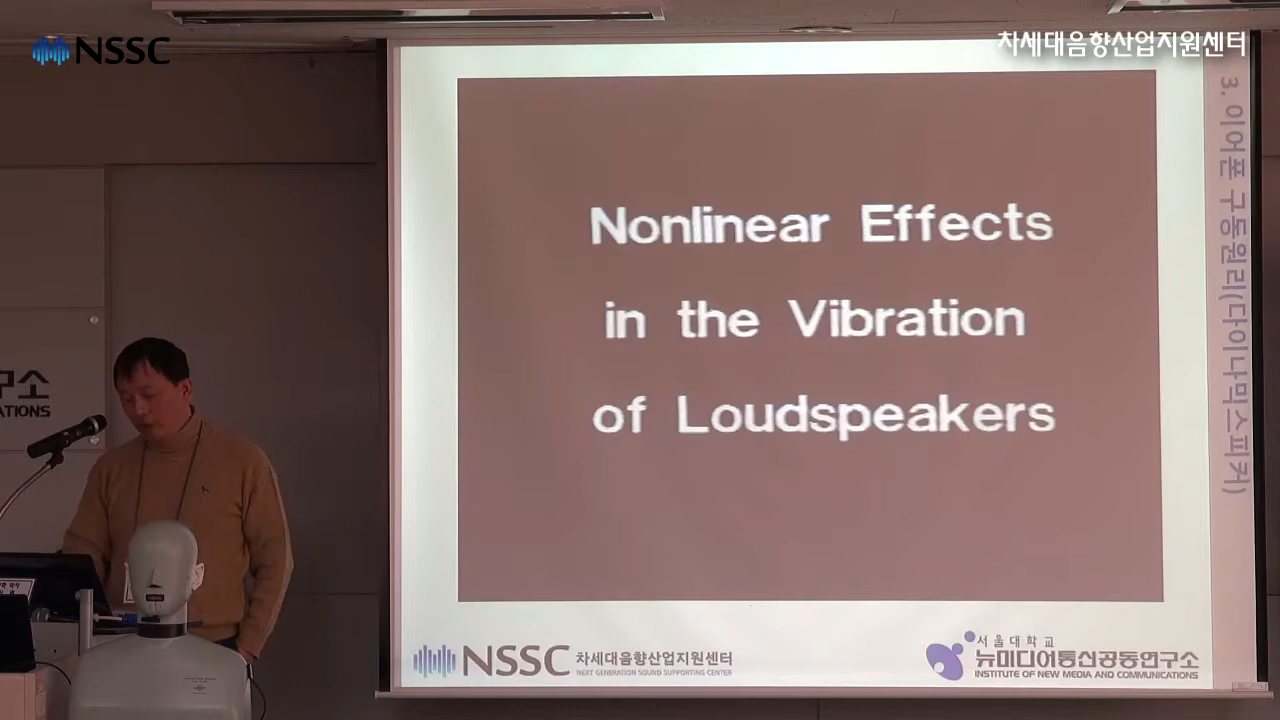 NSSC
차세대음향산업지원센터
3. 이어폰 구동원리(다이나믹스피커)
Nonlinear Effects
in the Vibration
of Loudspeakers
구소
ATIONS
NSSC 차세대음향산업지원센터
NEXT GENERATION SOUND SUPPORTING CENTER
서울대학교
뉴미디어통신공동연구소
INSTITUTE OF NEW MEDIA AND COMMUNICATIONS